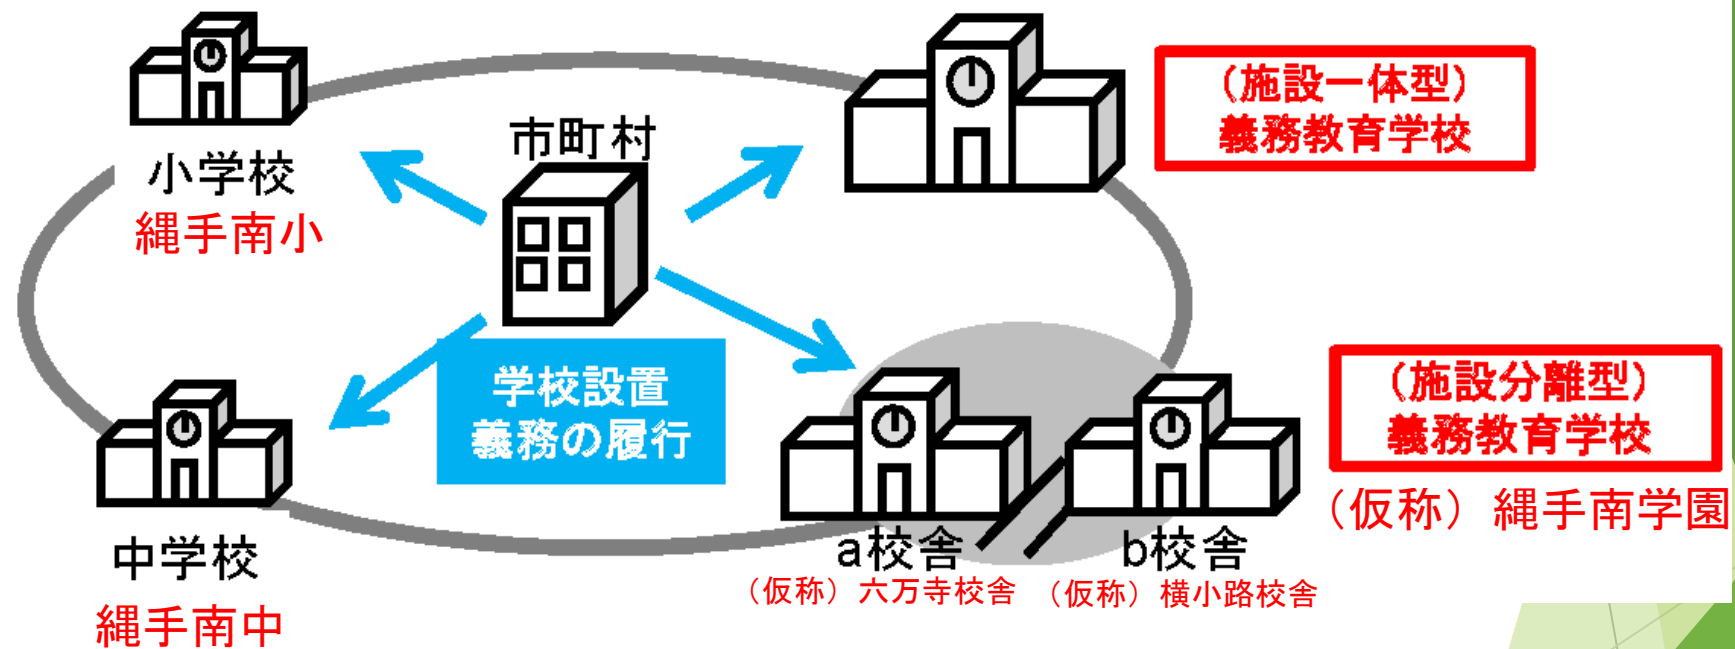 (施設一体型)
義務教育学校
市町村
小学校
縄手南小
学校設置
義務の履行
(施設分離型)
義務教育学校
(仮称)縄手南学園
a校舎
b校舎
(仮称)六万寺校舎
(仮称)横小路校舎
中学校
縄手南中